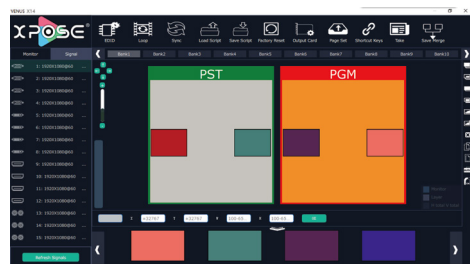 VENUS X14
XPOSE
EDID
Loop
Sync
Load Script
Save Script
Factory Reset
Output Card
Page Set
Shortcut Keys
Take
Save Merge
Monitor
Signal
Bank1
Bank2
Bank3
Bank4
Bank5
Bank6
Bank7
Bank8
Bank9
Bank10
1: 1920X1080@60
2: 1920X1080@60
3: 1920X1080@60
4: 1920X1080@60
5: 1920X1080@60
6: 1920X1080@60
7: 1920X1080@60
8: 1920X1080@60
9: 1920X1080@60
10: 1920X1080@60
11: 1920X1080@60
12: 1920X1080@60
13: 1920X1080@60
14: 1920X1080@60
15: 1920X1080@60
PST
PGM
Monitor
Refresh Signals